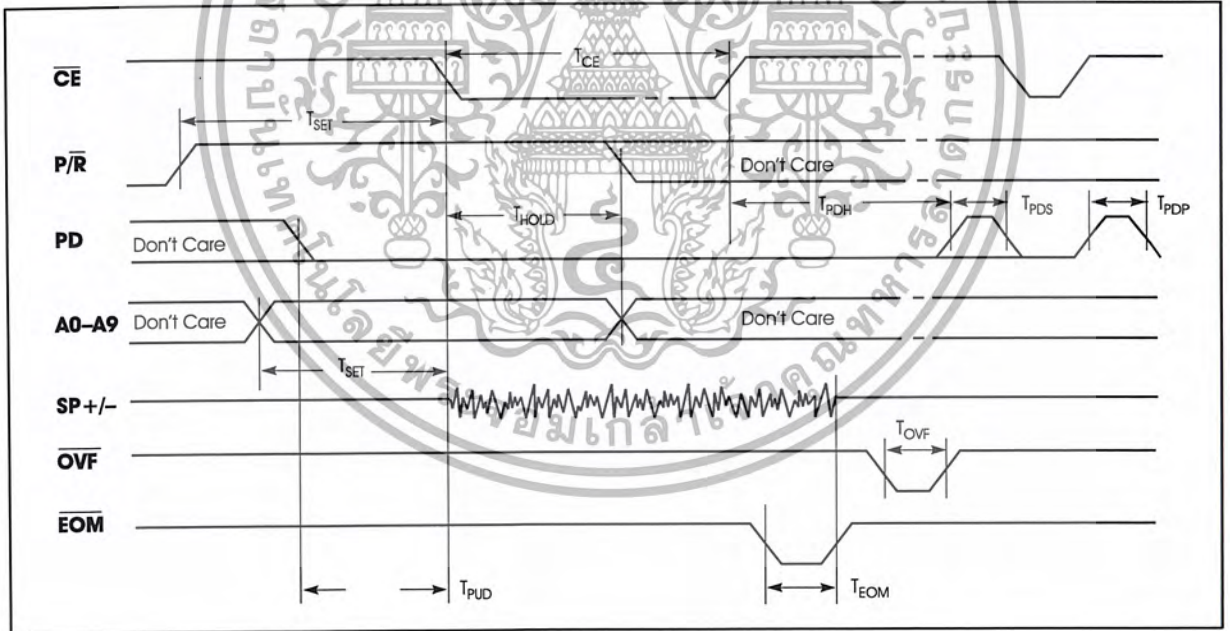 CE
T_CE
T_SET
P/R
Don't Care
T_PDH
T_PDS
T_PDP
T_HOLD
PD
Don't Care
A0–A9
Don't Care
Don't Care
T_SET
SP+/–
T_OVF
OVF
EOM
T_PUD
T_EOM